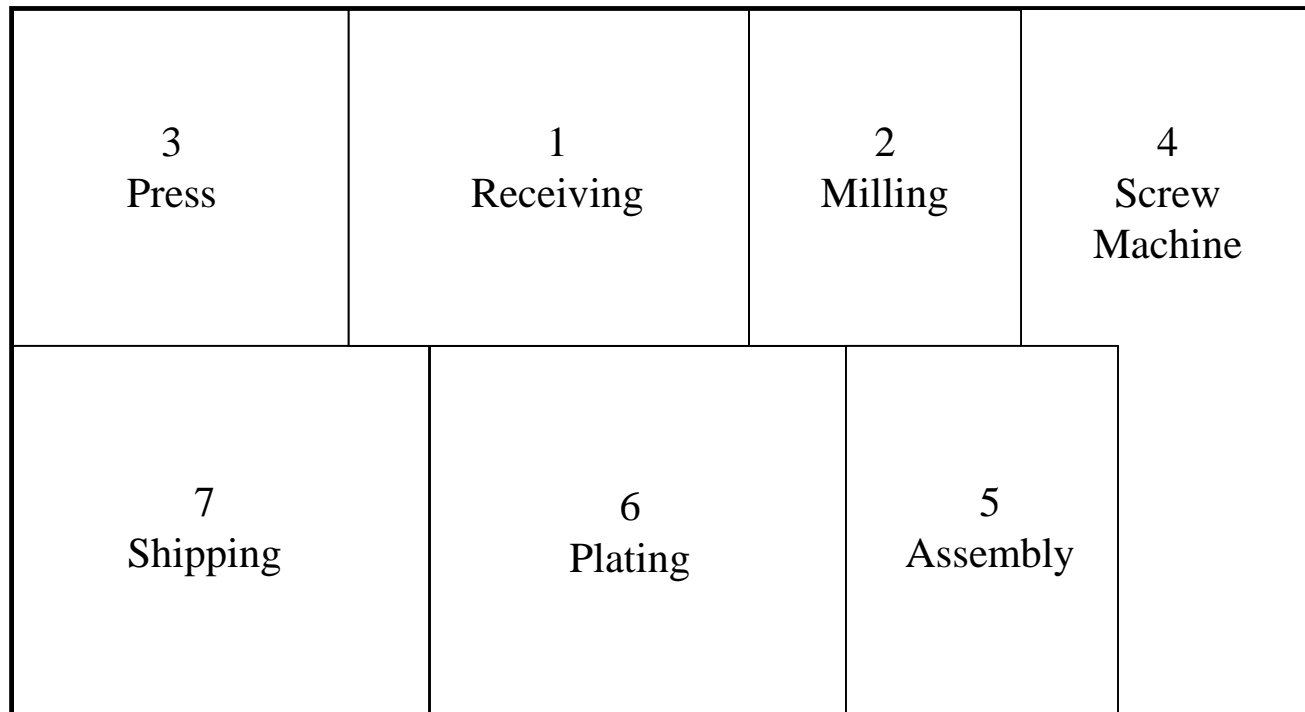 3
Press
1
Receiving
2
Milling
4
Screw
Machine
7
Shipping
6
Plating
5
Assembly